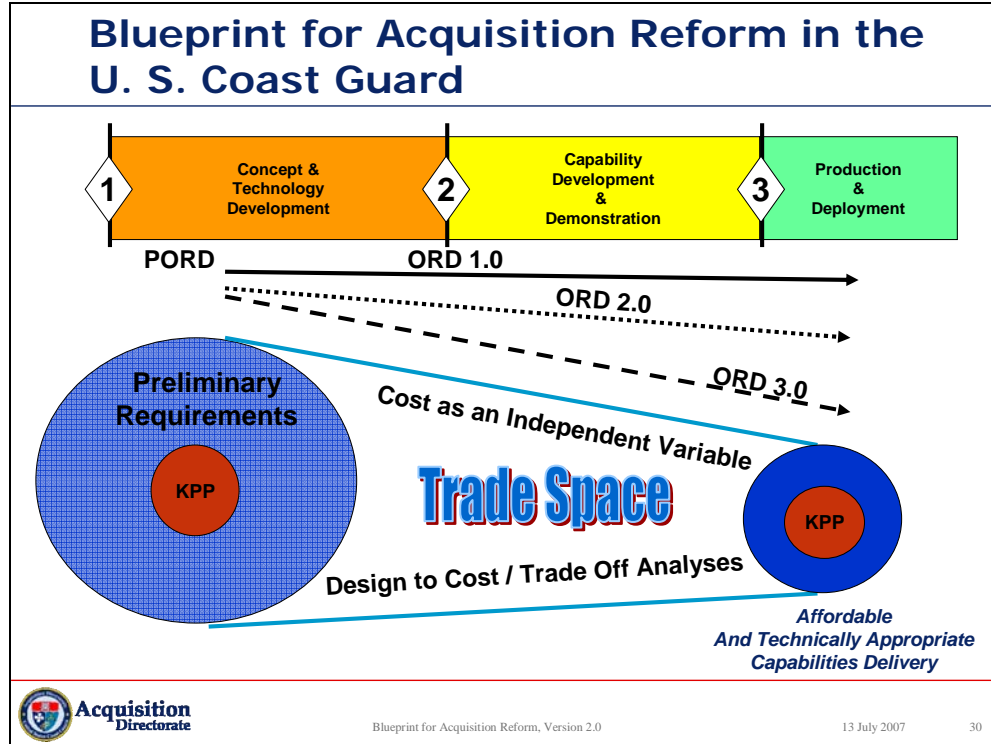 Blueprint for Acquisition Reform in the
U. S. Coast Guard
1
Concept &
Technology
Development
2
Capability
Development
&
Demonstration
3
Production
&
Deployment
PORD
ORD 1.0
ORD 2.0
ORD 3.0
Preliminary
Requirements
KPP
Cost as an Independent Variable
Trade Space
Design to Cost / Trade Off Analyses
KPP
Affordable
And Technically Appropriate
Capabilities Delivery
Acquisition
Directorate
Blueprint for Acquisition Reform, Version 2.0
13 July 2007
30